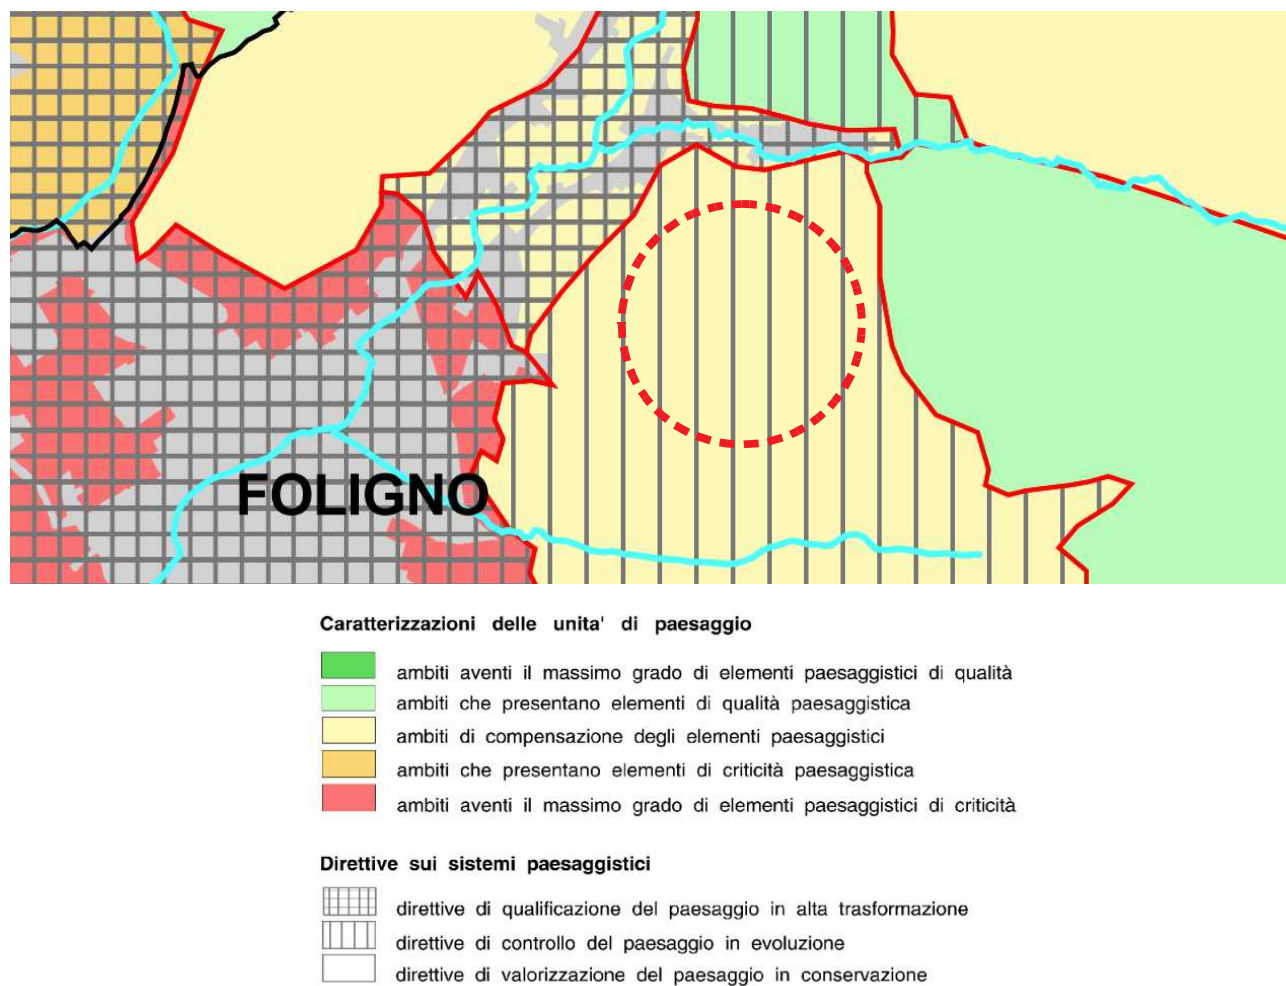 FOLIGNO
Caratterizzazioni delle unita' di paesaggio
ambiti aventi il massimo grado di elementi paesaggistici di qualità
ambiti che presentano elementi di qualità paesaggistica
ambiti di compensazione degli elementi paesaggistici
ambiti che presentano elementi di criticità paesaggistica
ambiti aventi il massimo grado di elementi paesaggistici di criticità
Direttive sui sistemi paesaggistici
direttive di qualificazione del paesaggio in alta trasformazione
direttive di controllo del paesaggio in evoluzione
direttive di valorizzazione del paesaggio in conservazione